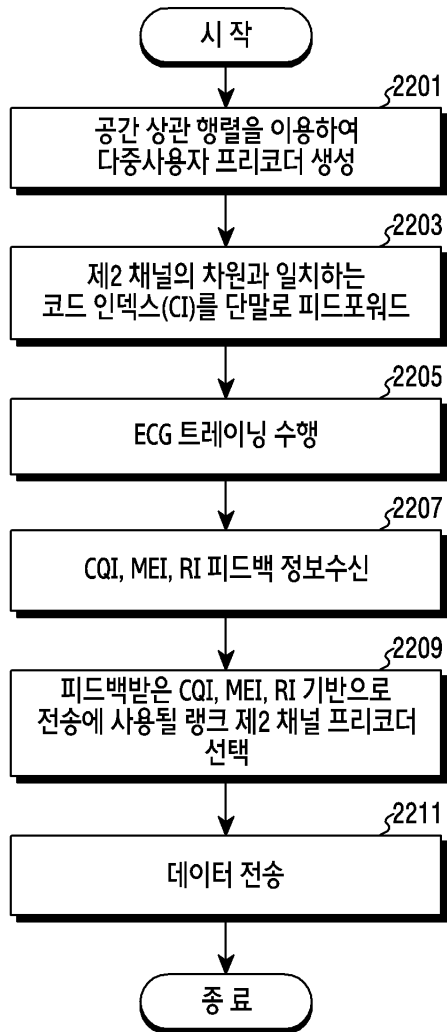 시 작
2201
공간 상관 행렬을 이용하여
다중사용자 프리코더 생성
2203
제2 채널의 차원과 일치하는
코드 인덱스(CI)를 단말로 피드포워드
2205
ECG 트레이닝 수행
2207
CQI, MEI, RI 피드백 정보수신
2209
피드백받은 CQI, MEI, RI 기반으로
전송에 사용될 랭크 제2 채널 프리코더
선택
2211
데이터 전송
종 료